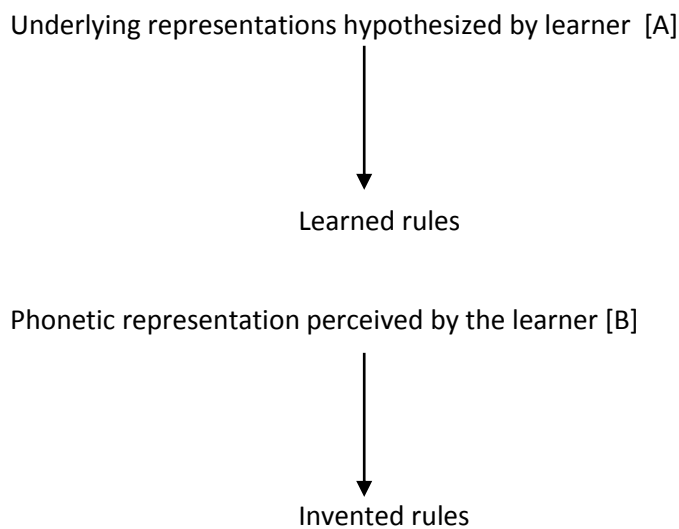 Underlying representations hypothesized by learner [A]
Learned rules
Phonetic representation perceived by the learner [B]
Invented rules